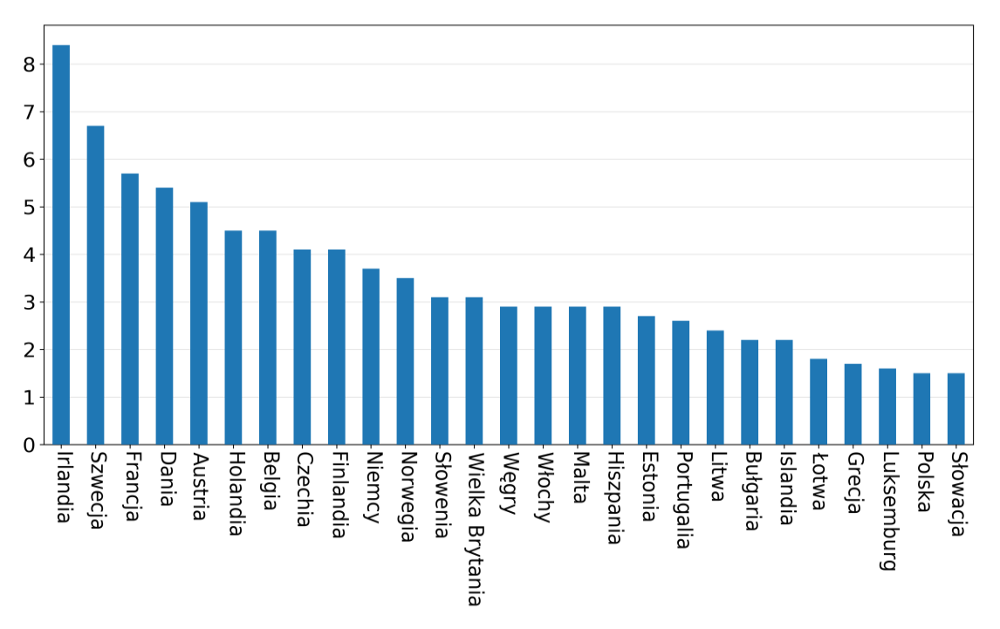 8
7
6
5
4
3
2
1
0
Irlandia
Szwecja
Francja
Dania
Austria
Holandia
Belgia
Czechia
Finlandia
Niemcy
Norwegia
Słowenia
Wielka Brytania
Węgry
Włochy
Malta
Hiszpania
Estonia
Portugalia
Litwa
Bułgaria
Islandia
Łotwa
Grecja
Luksemburg
Polska
Słowacja